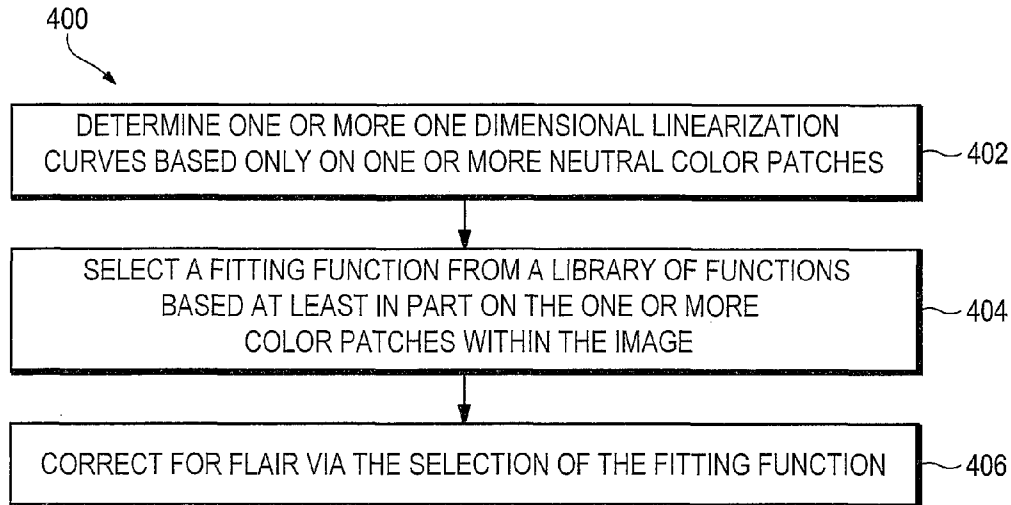 400
DETERMINE ONE OR MORE ONE DIMENSIONAL LINEARIZATION
CURVES BASED ONLY ON ONE OR MORE NEUTRAL COLOR PATCHES
402
SELECT A FITTING FUNCTION FROM A LIBRARY OF FUNCTIONS
BASED AT LEAST IN PART ON THE ONE OR MORE
COLOR PATCHES WITHIN THE IMAGE
404
CORRECT FOR FLAIR VIA THE SELECTION OF THE FITTING FUNCTION
406